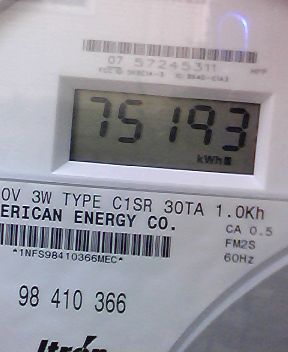 07 57245311
75193
kWh
0V 3W TYPE C1SR 30TA 1.0Kh
ERICAN ENERGY CO.
CA 0.5
FM2S
60Hz
*1NFS98410366MEC*
98 410 366
Itrón